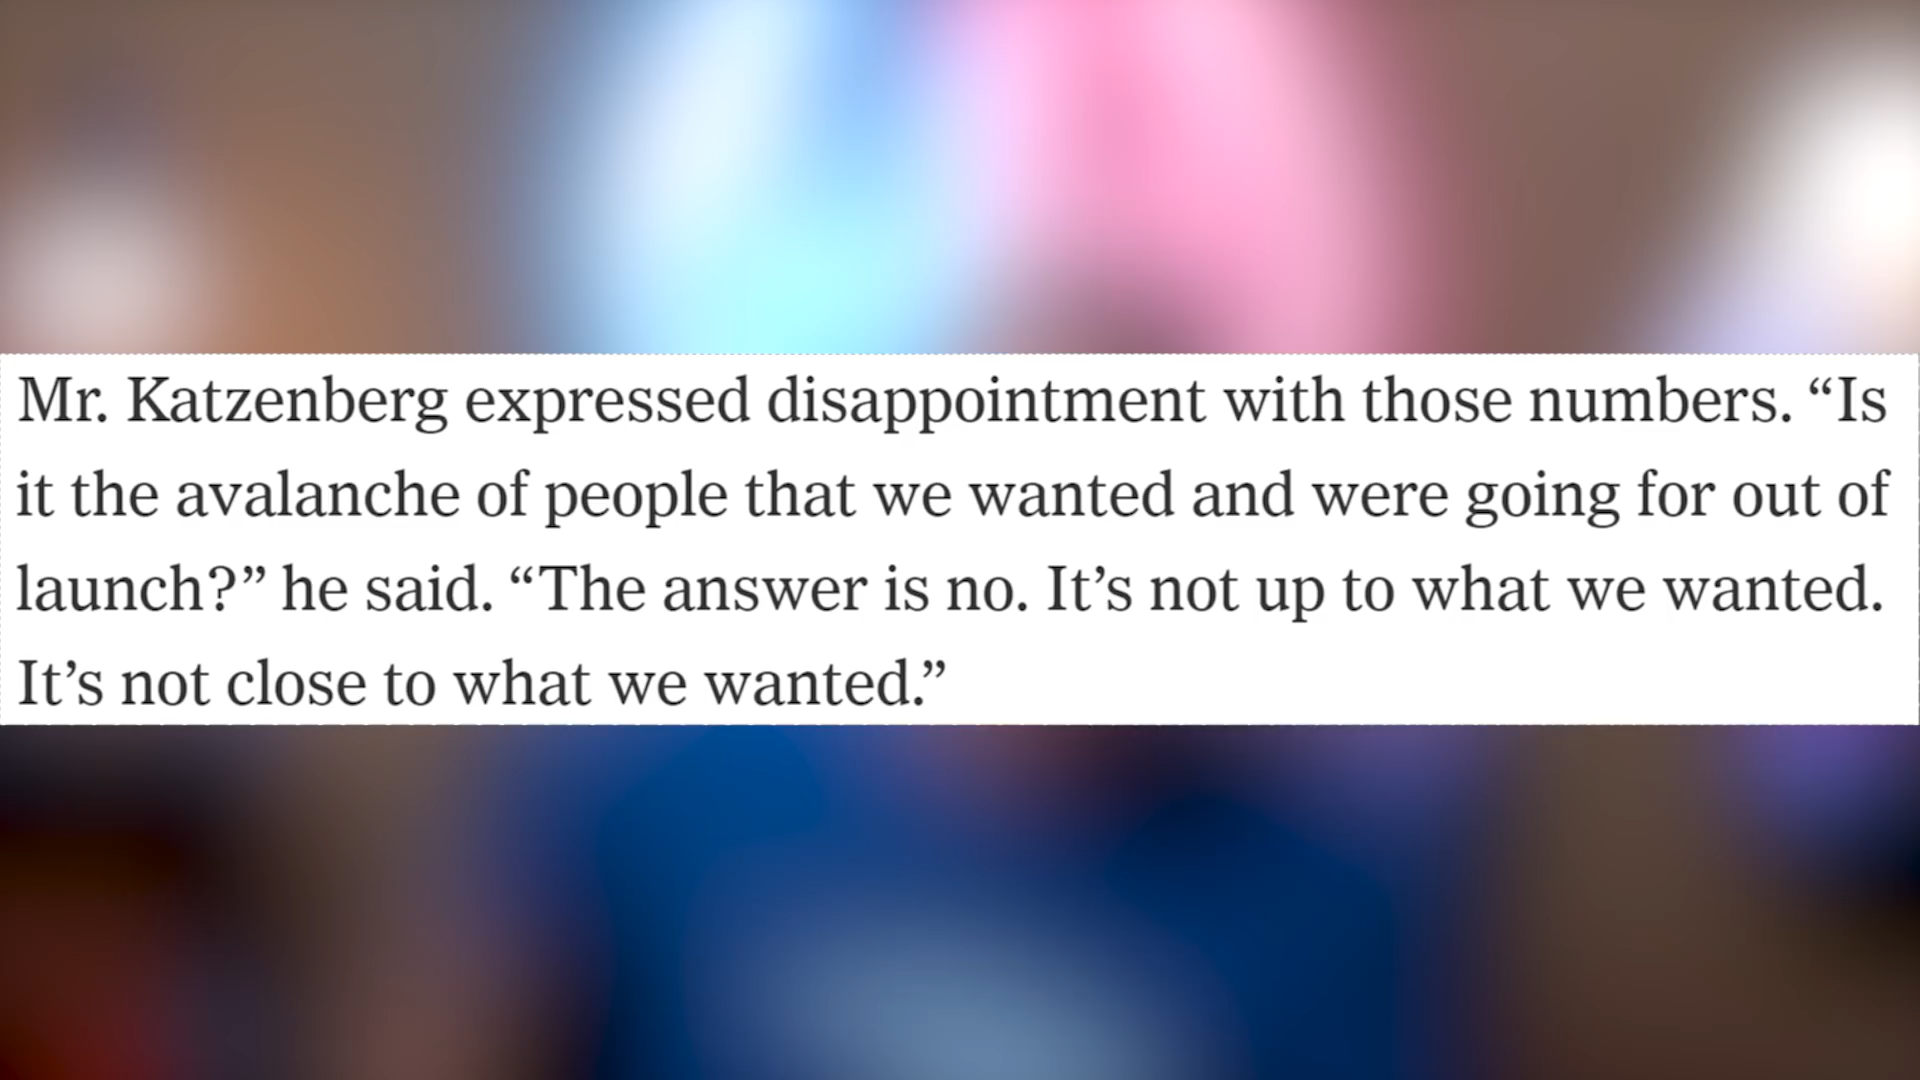 Mr. Katzenberg expressed disappointment with those numbers. “Is
it the avalanche of people that we wanted and were going for out of
launch?” he said. “The answer is no. It’s not up to what we wanted.
It’s not close to what we wanted.”